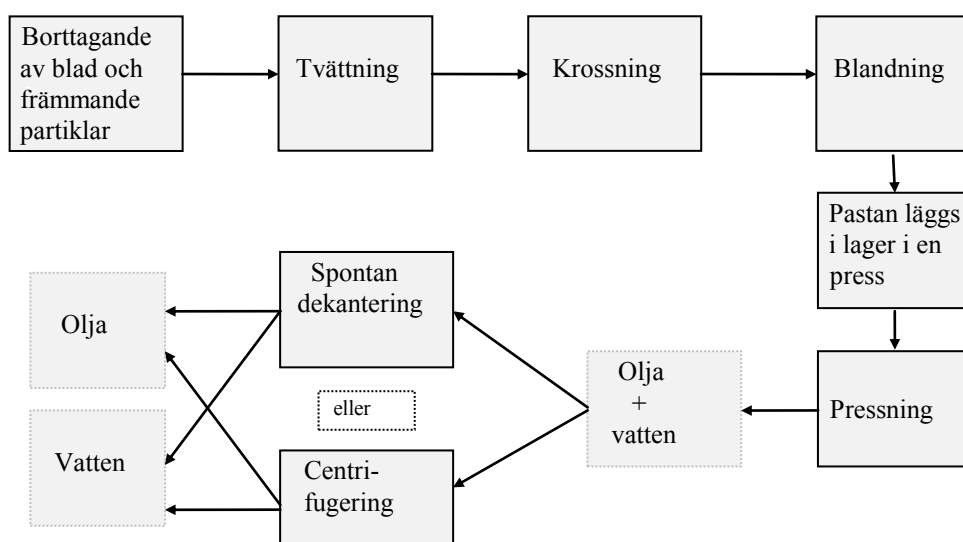 Borttagande
av blad och
främmande
partiklar
Tvättning
Krossning
Blandning
Pastan läggs
i lager i en
press
Pressning
Olja
+
vatten
Spontan
dekantering
eller
Centri-
fugering
Olja
Vatten